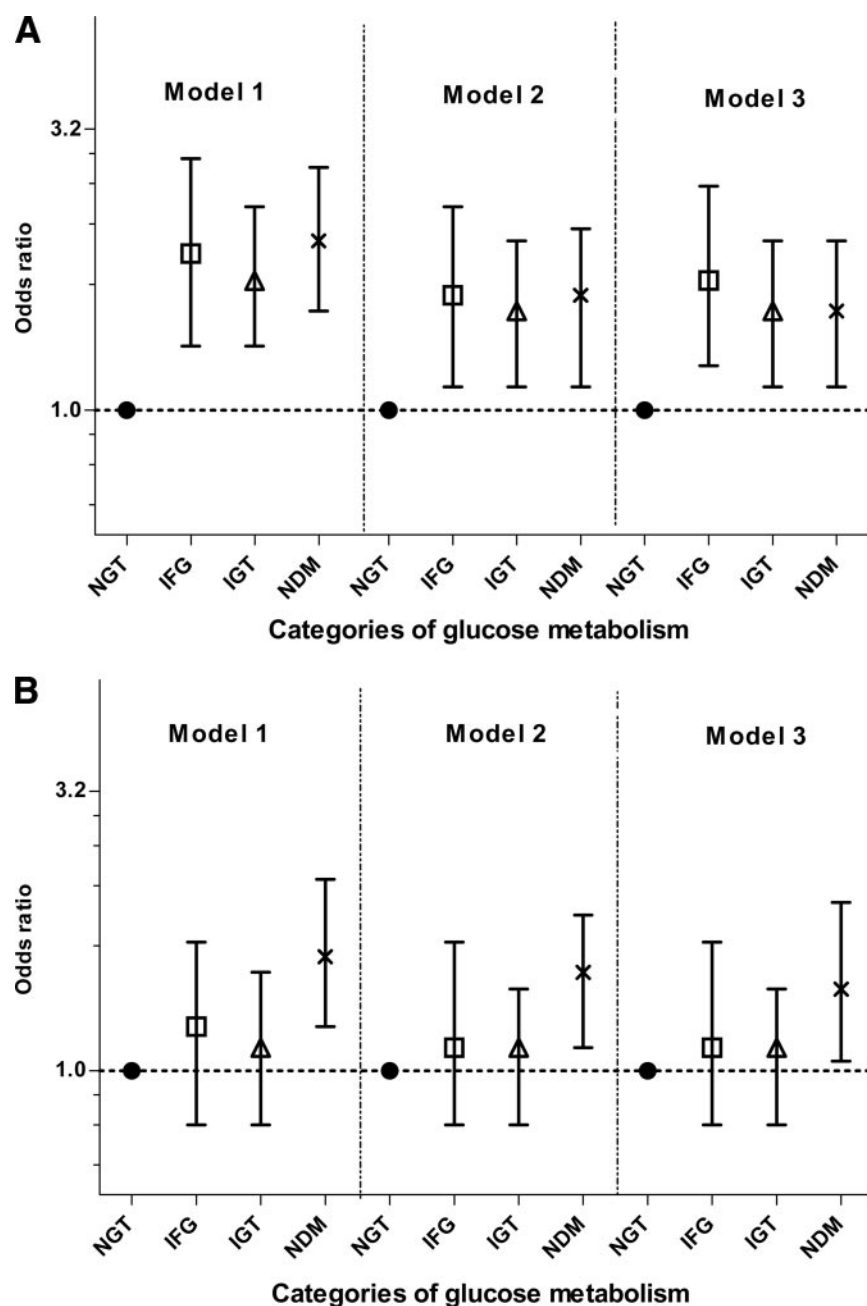 A
Model 1
Model 2
Model 3
3.2
Odds ratio
1.0
NGT IFG IGT NDM NGT IFG IGT NDM NGT IFG IGT NDM
Categories of glucose metabolism
B
Model 1
Model 2
Model 3
3.2
Odds ratio
1.0
NGT IFG IGT NDM NGT IFG IGT NDM NGT IFG IGT NDM
Categories of glucose metabolism